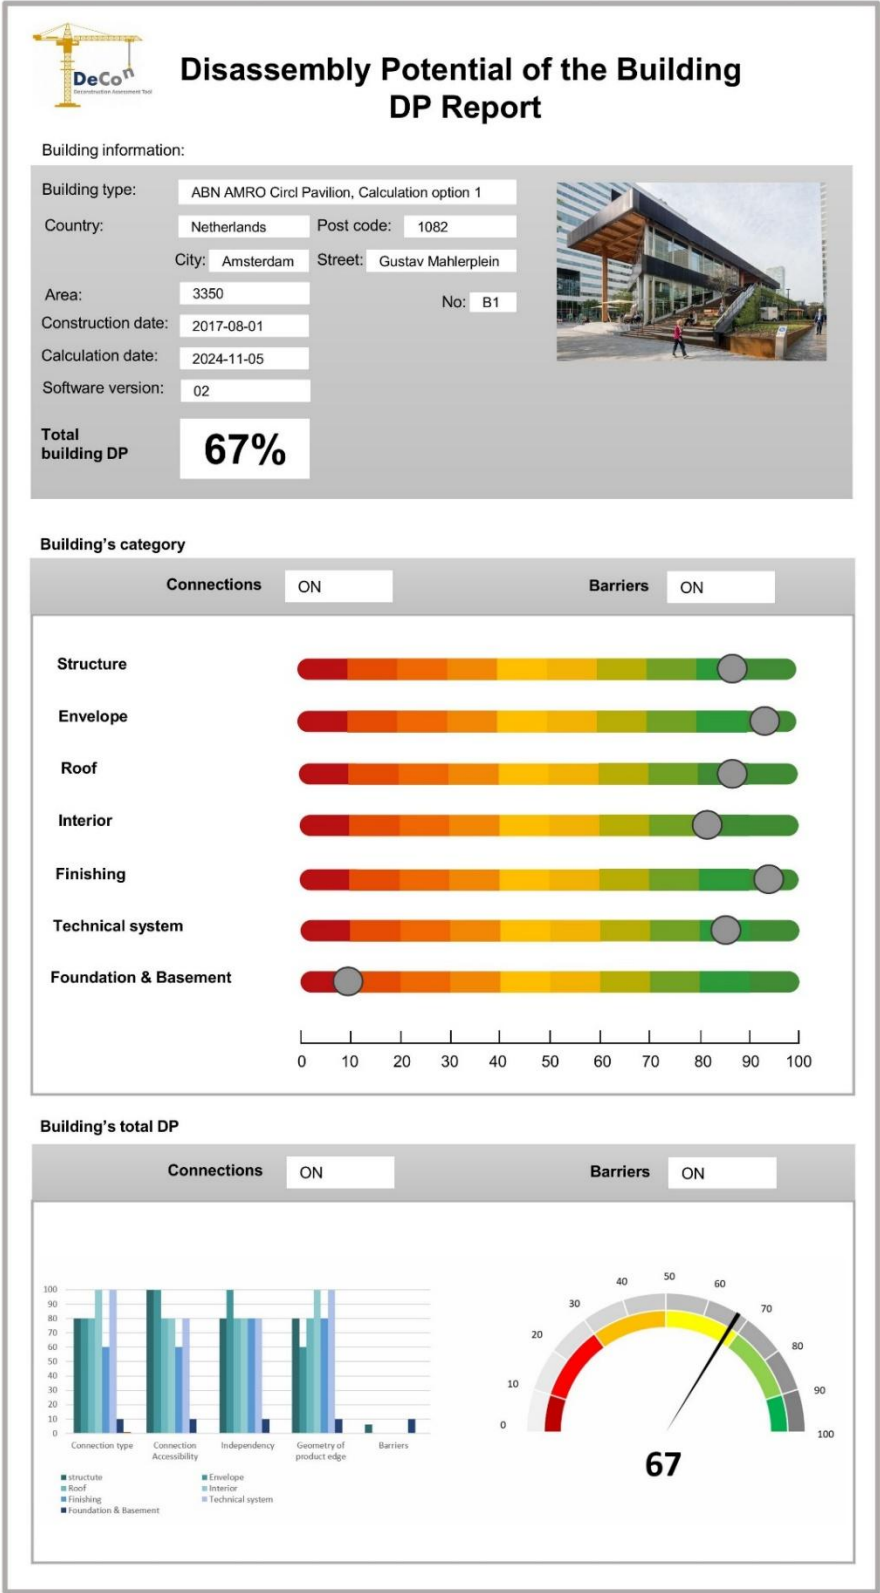 DeCon
Deconstruction Assessment Tool
Disassembly Potential of the Building
DP Report
Building information:
Building type: ABN AMRO Circl Pavilion, Calculation option 1
Country: Netherlands Post code: 1082
City: Amsterdam Street: Gustav Mahlerplein
Area: 3350 No: B1
Construction date: 2017-08-01
Calculation date: 2024-11-05
Software version: 02
Total
building DP 67%
Building's category
Connections ON Barriers ON
Structure
Envelope
Roof
Interior
Finishing
Technical system
Foundation & Basement
0 10 20 30 40 50 60 70 80 90 100
Building's total DP
Connections ON Barriers ON
100
90
80
70
60
50
40
30
20
10
0
Connection type Connection Accessibility Independency Geometry of product edge Barriers
structute Envelope
Roof Interior
Finishing Technical system
Foundation & Basement
0 10 20 30 40 50 60 70 80 90 100
67